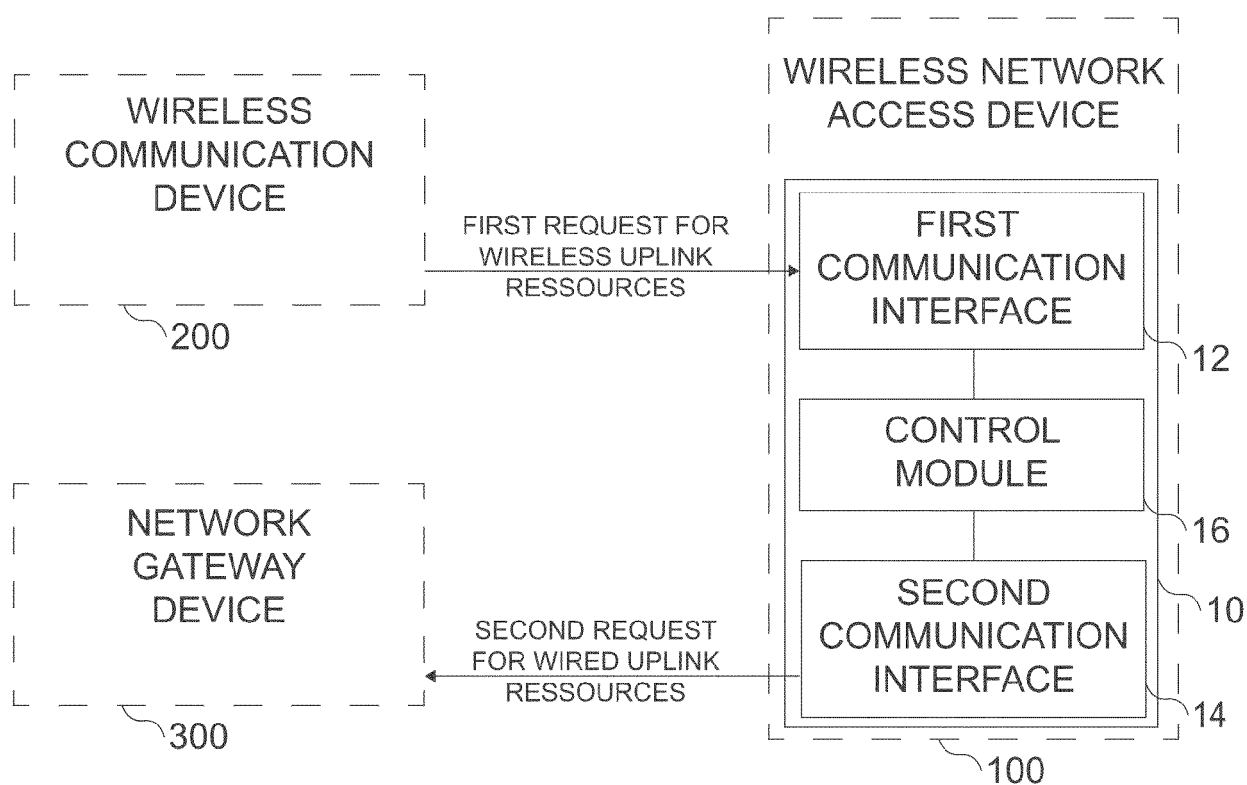 WIRELESS
COMMUNICATION
DEVICE
200
FIRST REQUEST FOR
WIRELESS UPLINK
RESSOURCES
WIRELESS NETWORK
ACCESS DEVICE
FIRST
COMMUNICATION
INTERFACE
12
CONTROL
MODULE
16
10
SECOND
COMMUNICATION
INTERFACE
14
100
NETWORK
GATEWAY
DEVICE
300
SECOND REQUEST
FOR WIRED UPLINK
RESSOURCES